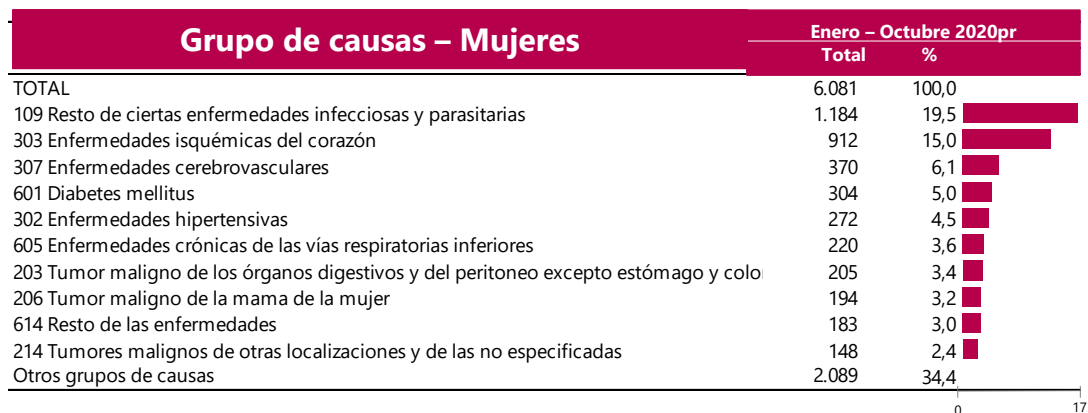 Grupo de causas – Mujeres
Enero – Octubre 2020pr
Total %
TOTAL 6.081 100,0
109 Resto de ciertas enfermedades infecciosas y parasitarias 1.184 19,5
303 Enfermedades isquémicas del corazón 912 15,0
307 Enfermedades cerebrovasculares 370 6,1
601 Diabetes mellitus 304 5,0
302 Enfermedades hipertensivas 272 4,5
605 Enfermedades crónicas de las vías respiratorias inferiores 220 3,6
203 Tumor maligno de los órganos digestivos y del peritoneo excepto estómago y colo 205 3,4
206 Tumor maligno de la mama de la mujer 194 3,2
614 Resto de las enfermedades 183 3,0
214 Tumores malignos de otras localizaciones y de las no especificadas 148 2,4
Otros grupos de causas 2.089 34,4
0 17